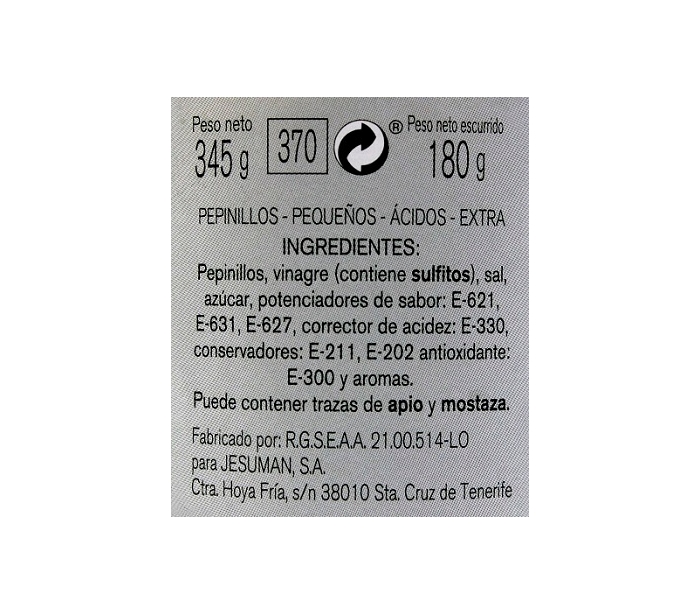 Peso neto
345 g
370
® Peso neto escurrido
180 g
PEPINILLOS - PEQUEÑOS - ÁCIDOS - EXTRA
INGREDIENTES:
Pepinillos, vinagre (contiene sulfitos), sal,
azúcar, potenciadores de sabor: E-621,
E-631, E-627, corrector de acidez: E-330,
conservadores: E-211, E-202 antioxidante:
E-300 y aromas.
Puede contener trazas de apio y mostaza.
Fabricado por: R.G.S.E.A.A. 21.00.514-LO
para JESUMAN, S.A.
Ctra. Hoya Fría, s/n 38010 Sta. Cruz de Tenerife